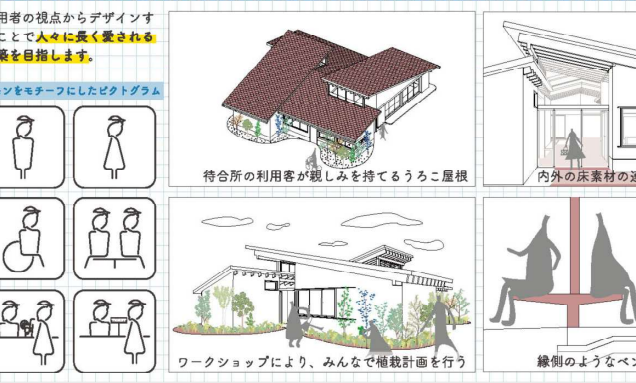 用者の視点からデザインす
ことで人々に長く愛される
築を目指します。
ンをモチーフにしたピクトグラム
待合所の利用客が親しみを持てるうろこ屋根
内外の床素材の連
ワークショップにより、みんなで植栽計画を行う
縁側のようなベン